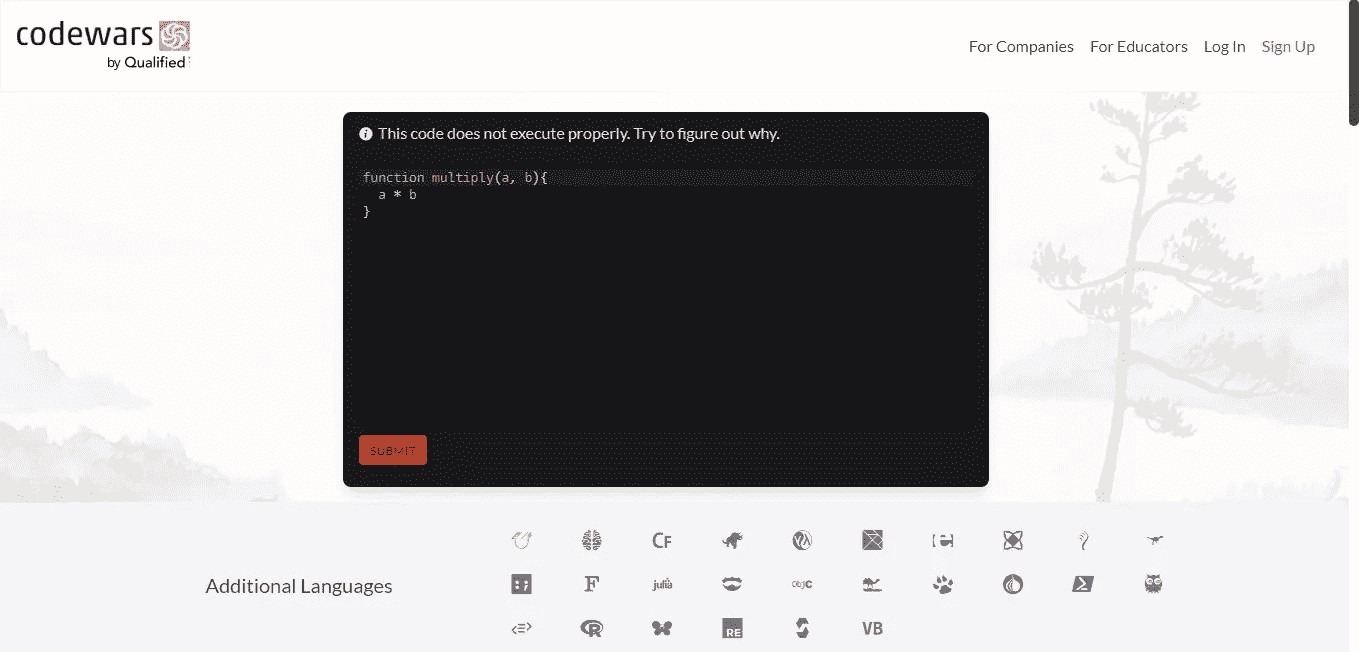 codewars
by Qualified
For Companies For Educators Log In Sign Up
This code does not execute properly. Try to figure out why.
function multiply(a, b){
  a * b
}
SUBMIT
Additional Languages
CF
F
julia
ObjC
R
RE
VB